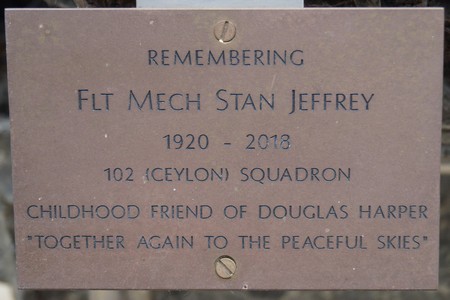 REMEMBERING
FLT MECH STAN JEFFREY
1920 - 2018
102 (CEYLON) SQUADRON
CHILDHOOD FRIEND OF DOUGLAS HARPER
"TOGETHER AGAIN TO THE PEACEFUL SKIES"